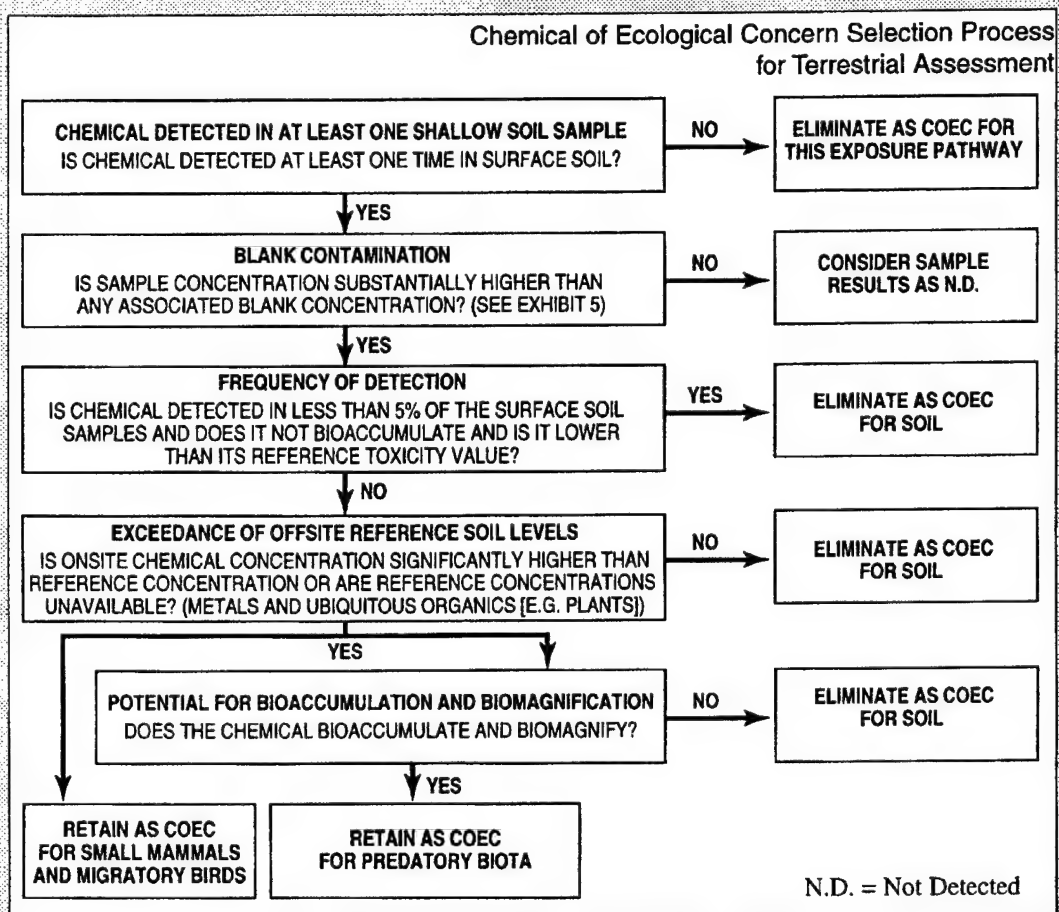 Chemical of Ecological Concern Selection Process
for Terrestrial Assessment
CHEMICAL DETECTED IN AT LEAST ONE SHALLOW SOIL SAMPLE
IS CHEMICAL DETECTED AT LEAST ONE TIME IN SURFACE SOIL?
NO
ELIMINATE AS COEC FOR
THIS EXPOSURE PATHWAY
YES
BLANK CONTAMINATION
IS SAMPLE CONCENTRATION SUBSTANTIALLY HIGHER THAN
ANY ASSOCIATED BLANK CONCENTRATION? (SEE EXHIBIT 5)
NO
CONSIDER SAMPLE
RESULTS AS N.D.
YES
FREQUENCY OF DETECTION
IS CHEMICAL DETECTED IN LESS THAN 5% OF THE SURFACE SOIL
SAMPLES AND DOES IT NOT BIOACCUMULATE AND IS IT LOWER
THAN ITS REFERENCE TOXICITY VALUE?
YES
ELIMINATE AS COEC
FOR SOIL
NO
EXCEEDANCE OF OFFSITE REFERENCE SOIL LEVELS
IS ONSITE CHEMICAL CONCENTRATION SIGNIFICANTLY HIGHER THAN
REFERENCE CONCENTRATION OR ARE REFERENCE CONCENTRATIONS
UNAVAILABLE? (METALS AND UBIQUITOUS ORGANICS [E.G. PLANTS])
NO
ELIMINATE AS COEC
FOR SOIL
YES
POTENTIAL FOR BIOACCUMULATION AND BIOMAGNIFICATION
DOES THE CHEMICAL BIOACCUMULATE AND BIOMAGNIFY?
NO
ELIMINATE AS COEC
FOR SOIL
YES
RETAIN AS COEC
FOR SMALL MAMMALS
AND MIGRATORY BIRDS
RETAIN AS COEC
FOR PREDATORY BIOTA
N.D. = Not Detected